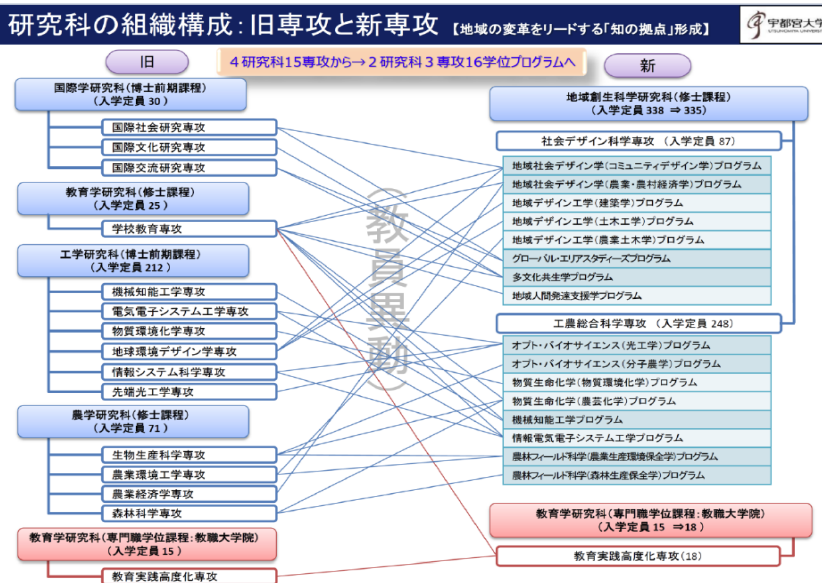 研究科の組織構成:旧専攻と新専攻 【地域の変革をリードする「知の拠点」形成】
宇都宮大学
UTSUNOMIYA UNIVERSITY
旧
4研究科15専攻から→2研究科3専攻16学位プログラムへ
新
国際学研究科(博士前期課程)
(入学定員 30 )
国際社会研究専攻
国際文化研究専攻
国際交流研究専攻
教育学研究科(修士課程)
(入学定員 25 )
学校教育専攻
工学研究科(博士前期課程)
(入学定員 212 )
機械知能工学専攻
電気電子システム工学専攻
物質環境化学専攻
地球環境デザイン学専攻
情報システム科学専攻
先端光工学専攻
農学研究科(修士課程)
(入学定員 71 )
生物生産科学専攻
農業環境工学専攻
農業経済学専攻
森林科学専攻
教育学研究科(専門職学位課程:教職大学院)
(入学定員 15 )
教育実践高度化専攻
(教員異動)
地域創生科学研究科(修士課程)
(入学定員 338 ⇒ 335)
社会デザイン科学専攻 (入学定員 87)
地域社会デザイン学(コミュニティデザイン学)プログラム
地域社会デザイン学(農業・農村経済学)プログラム
地域デザイン工学(建築学)プログラム
地域デザイン工学(土木工学)プログラム
地域デザイン工学(農業土木学)プログラム
グローバル・エリアスタディーズプログラム
多文化共生学プログラム
地域人間発達支援学プログラム
工農総合科学専攻 (入学定員 248)
オプト・バイオサイエンス(光工学)プログラム
オプト・バイオサイエンス(分子農学)プログラム
物質生命化学(物質環境化学)プログラム
物質生命化学(農芸化学)プログラム
機械知能工学プログラム
情報電気電子システム工学プログラム
農林フィールド科学(農業生産環境保全学)プログラム
農林フィールド科学(森林生産保全学)プログラム
教育学研究科(専門職学位課程:教職大学院)
(入学定員 15 ⇒18 )
教育実践高度化専攻(18)